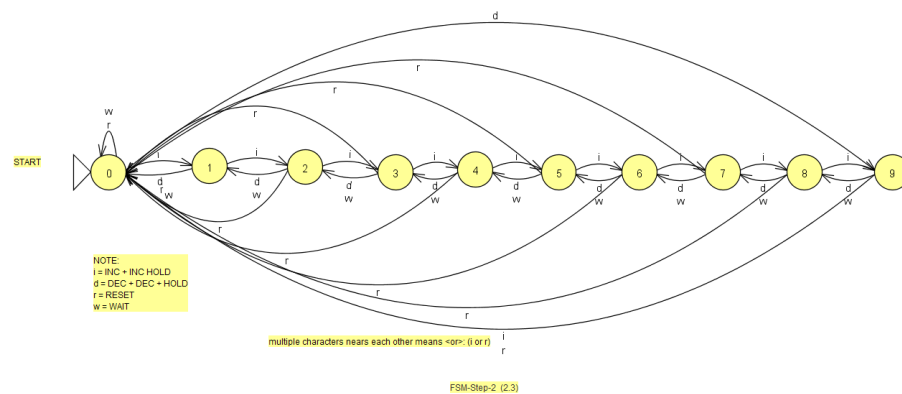 d
r
r
r
r
w
r
START
i
i
i
i
i
i
i
i
i
0
1
2
3
4
5
6
7
8
9
d
r
w
d
w
d
w
d
w
d
w
d
w
d
w
d
w
d
w
r
r
r
r
i
r
NOTE:
i = INC + INC HOLD
d = DEC + DEC + HOLD
r = RESET
w = WAIT
multiple characters nears each other means <or>: (i or r)
FSM-Step-2 (2.3)